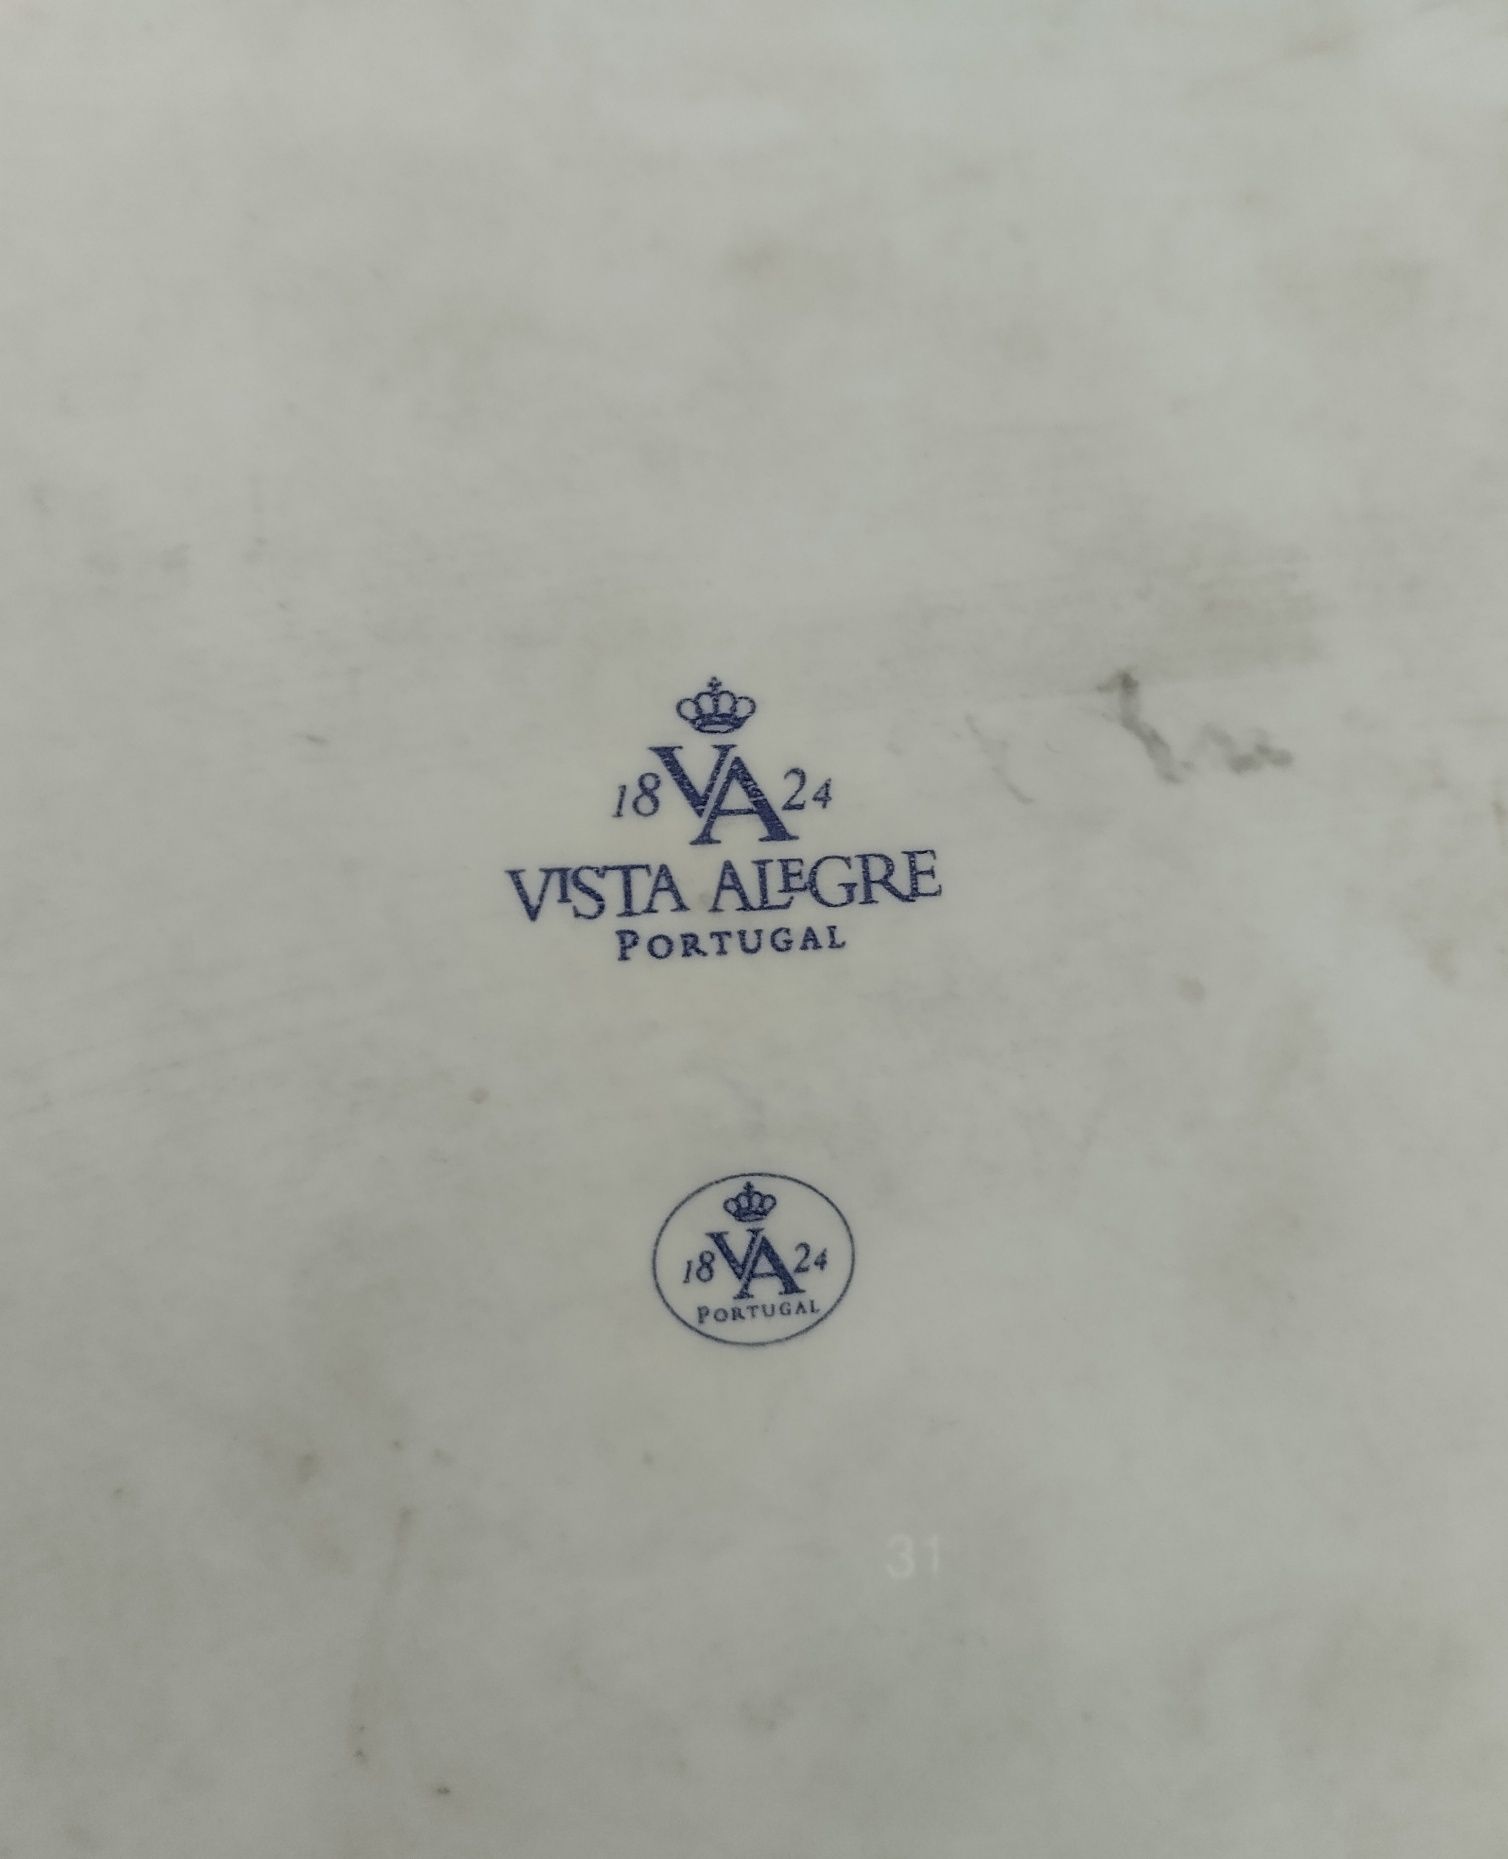 18 VA 24
VISTA ALEGRE
PORTUGAL
18 VA 24
PORTUGAL
31